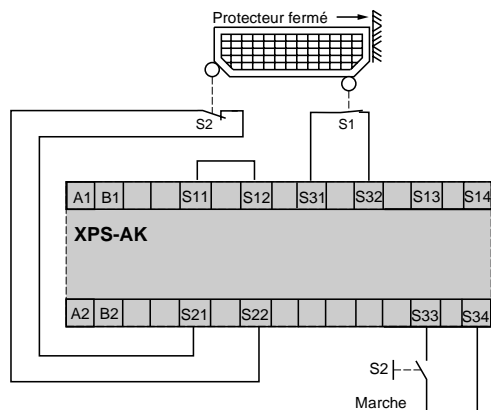 Protecteur fermé
S2
S1
A1 B1 S11 S12 S31 S32 S13 S14
XPS-AK
A2 B2 S21 S22 S33 S34
S2
Marche